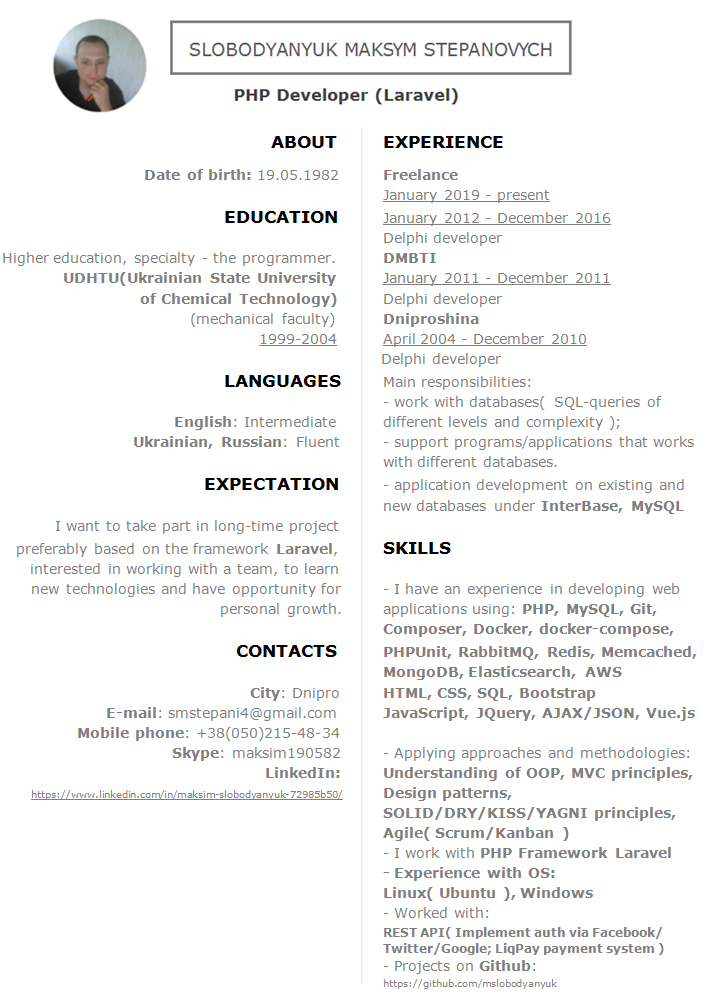 SLOBODYANYUK MAKSYM STEPANOVYCH
PHP Developer (Laravel)
ABOUT
Date of birth: 19.05.1982
EDUCATION
Higher education, specialty - the programmer.
UDHTU(Ukrainian State University
of Chemical Technology)
(mechanical faculty)
1999-2004
LANGUAGES
English: Intermediate
Ukrainian, Russian: Fluent
EXPECTATION
I want to take part in long-time project
preferably based on the framework Laravel,
interested in working with a team, to learn
new technologies and have opportunity for
personal growth.
CONTACTS
City: Dnipro
E-mail: smstepani4@gmail.com
Mobile phone: +38(050)215-48-34
Skype: maksim190582
LinkedIn:
https://www.linkedin.com/in/maksim-slobodyanyuk-72985b50/
EXPERIENCE
Freelance
January 2019 - present
January 2012 - December 2016
Delphi developer
DMBTI
January 2011 - December 2011
Delphi developer
Dniproshina
April 2004 - December 2010
Delphi developer
Main responsibilities:
- work with databases( SQL-queries of
different levels and complexity );
- support programs/applications that works
with different databases.
- application development on existing and
new databases under InterBase, MySQL
SKILLS
- I have an experience in developing web
applications using: PHP, MySQL, Git,
Composer, Docker, docker-compose,
PHPUnit, RabbitMQ, Redis, Memcached,
MongoDB, Elasticsearch, AWS
HTML, CSS, SQL, Bootstrap
JavaScript, JQuery, AJAX/JSON, Vue.js
- Applying approaches and methodologies:
Understanding of OOP, MVC principles,
Design patterns,
SOLID/DRY/KISS/YAGNI principles,
Agile( Scrum/Kanban )
- I work with PHP Framework Laravel
- Experience with OS:
Linux( Ubuntu ), Windows
- Worked with:
REST API( Implement auth via Facebook/
Twitter/Google; LiqPay payment system )
- Projects on Github:
https://github.com/mslobodyanyuk